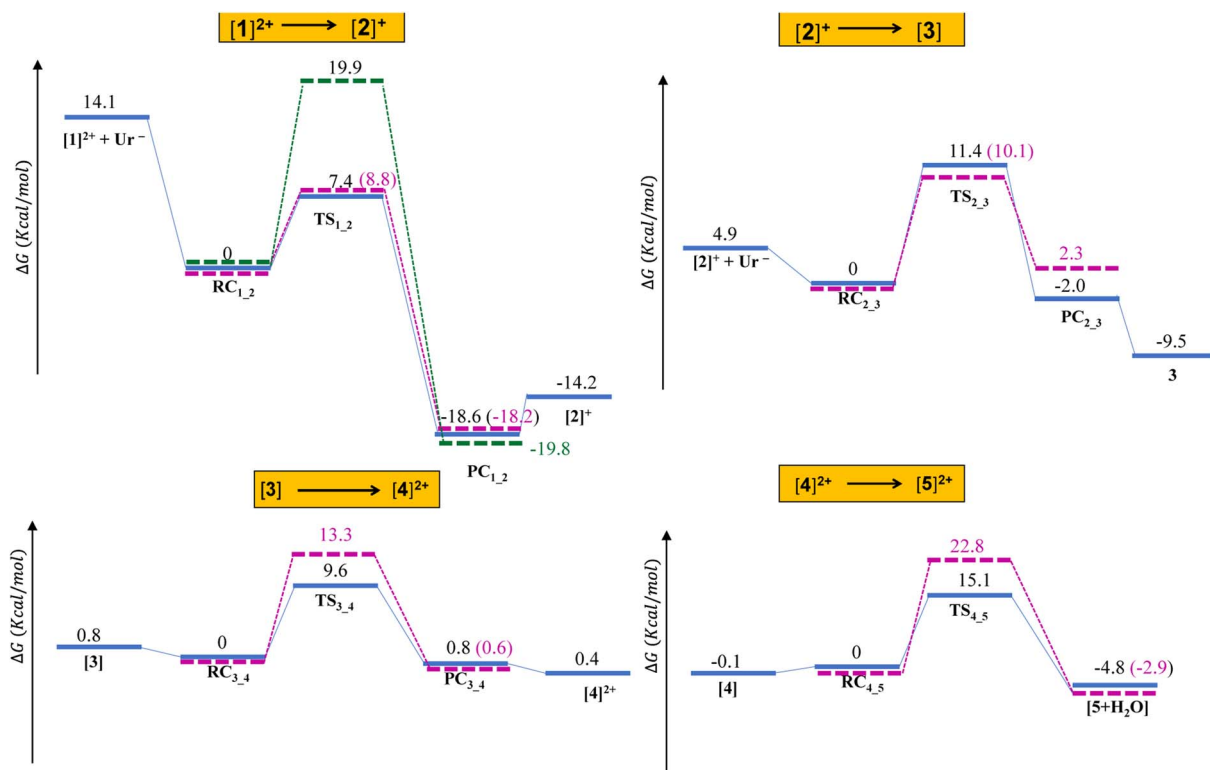 [1]²⁺ ⟶ [2]⁺
ΔG (Kcal/mol)
19.9
14.1
[1]²⁺ + Ur⁻
7.4 (8.8)
TS₁_₂
0
RC₁_₂
-14.2
[2]⁺
-18.6 (-18.2)
-19.8
PC₁_₂
[2]⁺ ⟶ [3]
ΔG (Kcal/mol)
11.4 (10.1)
TS₂_₃
4.9
[2]⁺ + Ur⁻
0
RC₂_₃
2.3
-2.0
PC₂_₃
-9.5
3
[3] ⟶ [4]²⁺
ΔG (Kcal/mol)
13.3
9.6
TS₃_₄
0.8
[3]
0
RC₃_₄
0.8 (0.6)
PC₃_₄
0.4
[4]²⁺
[4]²⁺ ⟶ [5]²⁺
ΔG (Kcal/mol)
22.8
15.1
TS₄_₅
-0.1
[4]
0
RC₄_₅
-4.8 (-2.9)
[5+H₂O]